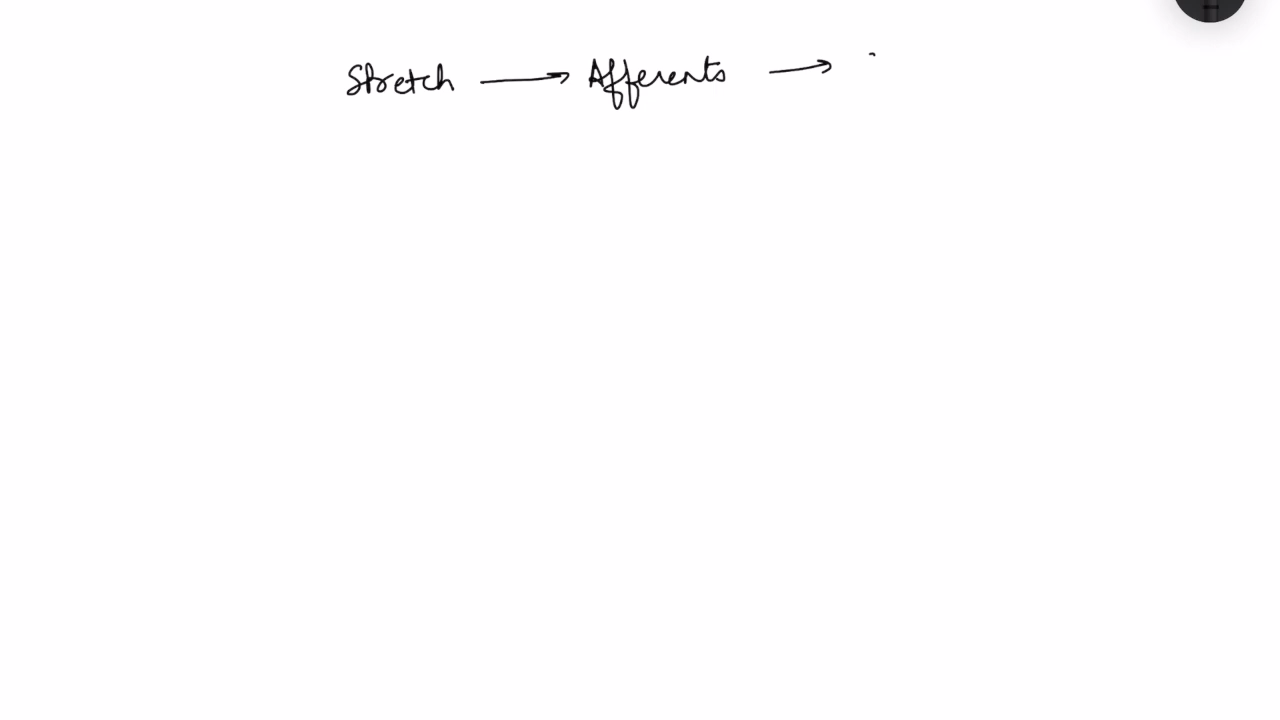 Stretch → Afferents →